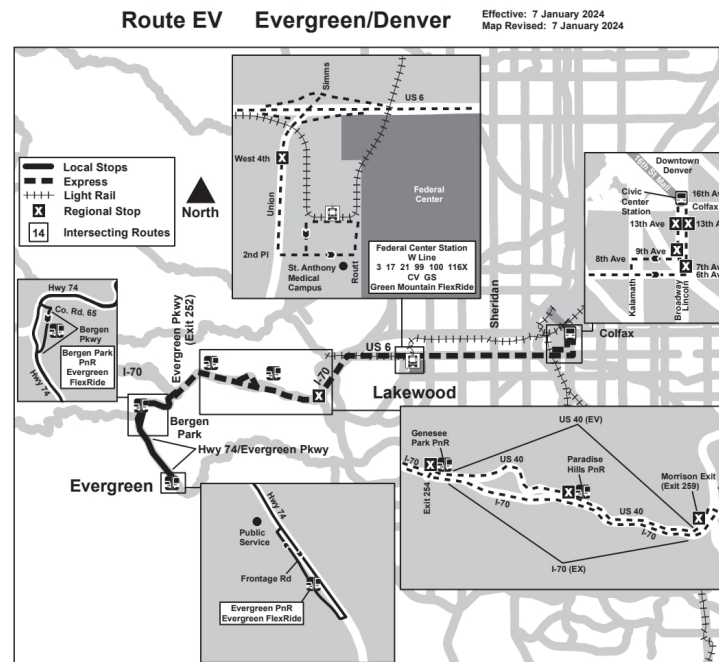 Route EV Evergreen/Denver
Effective: 7 January 2024
Map Revised: 7 January 2024
Local Stops
Express
Light Rail
X Regional Stop
14 Intersecting Routes
North
Simms
US 6
West 4th
Union
Federal
Center
2nd Pl
St. Anthony
Medical
Campus
Routt
Federal Center Station
W Line
3 17 21 99 100 116X
CV GS
Green Mountain FlexRide
Downtown
Denver
16th St Mall
Civic
Center
Station
16th Av
Colfax
13th Ave
13th A
9th Ave
8th Ave
7th A
6th A
Kalamath
Broadway
Lincoln
Hwy 74
Co. Rd. 65
Bergen
Pkwy
Bergen Park
PnR
Evergreen
FlexRide
Hwy 74
I-70
Evergreen Pkwy
(Exit 252)
I-70
US 6
Sheridan
Colfax
Lakewood
Bergen
Park
Hwy 74/Evergreen Pkwy
Evergreen
Hwy 74
Public
Service
Frontage Rd
Evergreen PnR
Evergreen FlexRide
US 40 (EV)
Genesee
Park PnR
US 40
Paradise
Hills PnR
Morrison Exit
(Exit 259)
Exit 254
I-70
US 40
I-70
I-70 (EX)